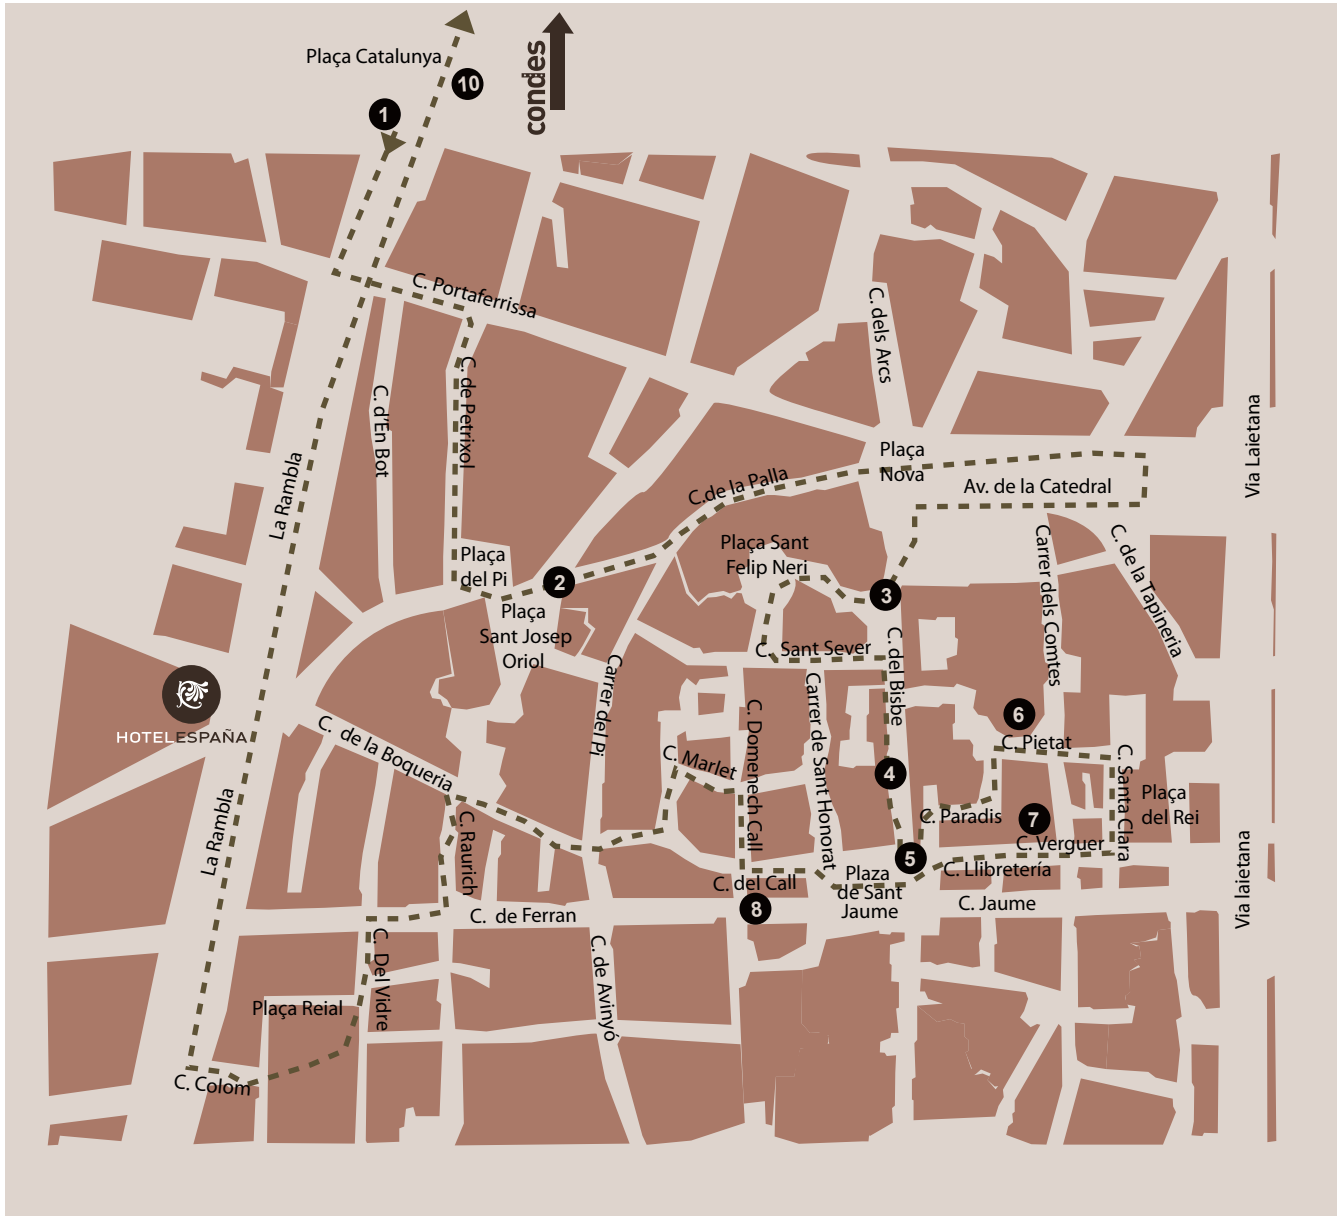 Plaça Catalunya
10
condes
1
C. Portaferrissa
C. dels Arcs
C. de Petrixol
C. d'En Bot
Via Laietana
La Rambla
Plaça
Nova
C.de la Palla
Av. de la Catedral
Plaça
del Pi
2
Plaça Sant
Felip Neri
3
Carrer dels Comtes
C. de la Tapineria
Plaça
Sant Josep
Oriol
C. Sant Sever
C. del Bisbe
Carrer del Pi
HOTELESPAÑA
C. de la Boqueria
C. Marlet
C. Domenech Call
Carrer de Sant Honorat
6
C. Pietat
4
C. Santa Clara
Plaça
del Rei
C. Paradis
7
C. Verguer
La Rambla
C. Raurich
5
C. Llibretería
C. del Call
Plaza
de Sant
Jaume
8
C. Jaume
Via laietana
C. de Ferran
C. Del Vidre
C. de Avinyó
Plaça Reial
C. Colom